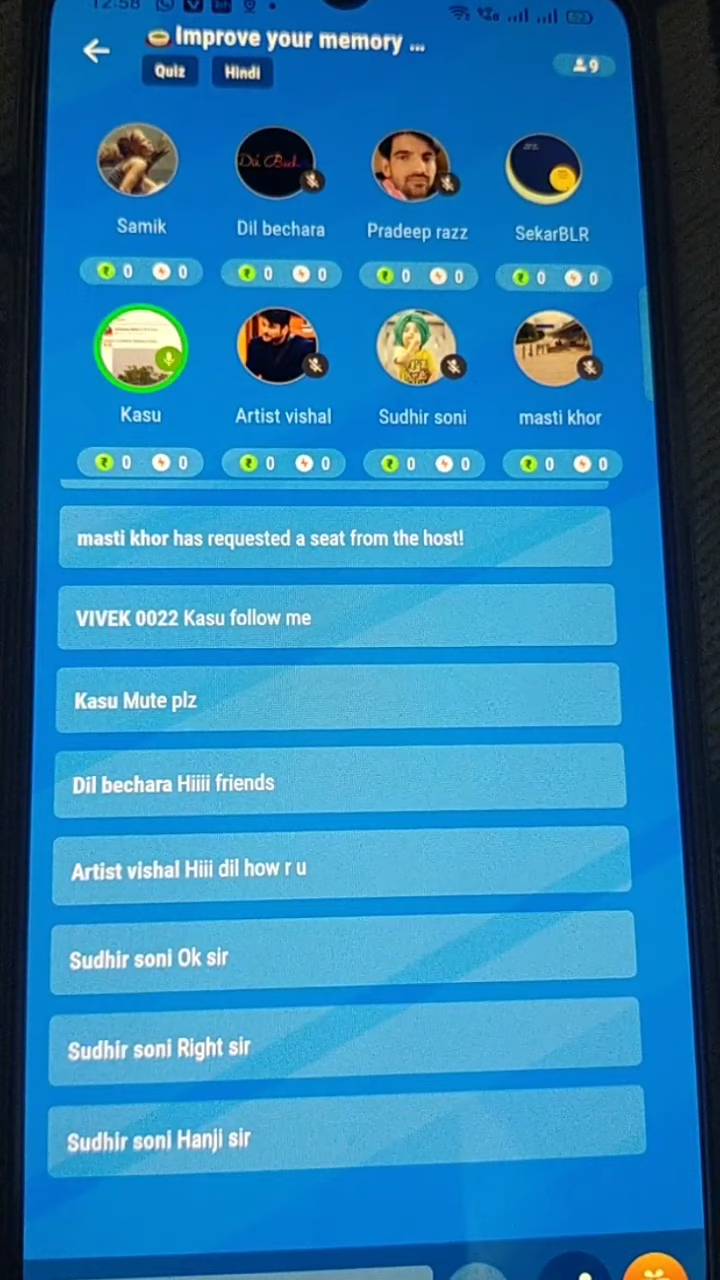 12:58
Improve your memory ...
Quiz Hindi
9
Samik Dil bechara Pradeep razz SekarBLR
0 0 0 0 0 0 0 0
Kasu Artist vishal Sudhir soni masti khor
0 0 0 0 0 0 0 0
masti khor has requested a seat from the host!
VIVEK 0022 Kasu follow me
Kasu Mute plz
Dil bechara Hiiii friends
Artist vishal Hiii dil how r u
Sudhir soni Ok sir
Sudhir soni Right sir
Sudhir soni Hanji sir